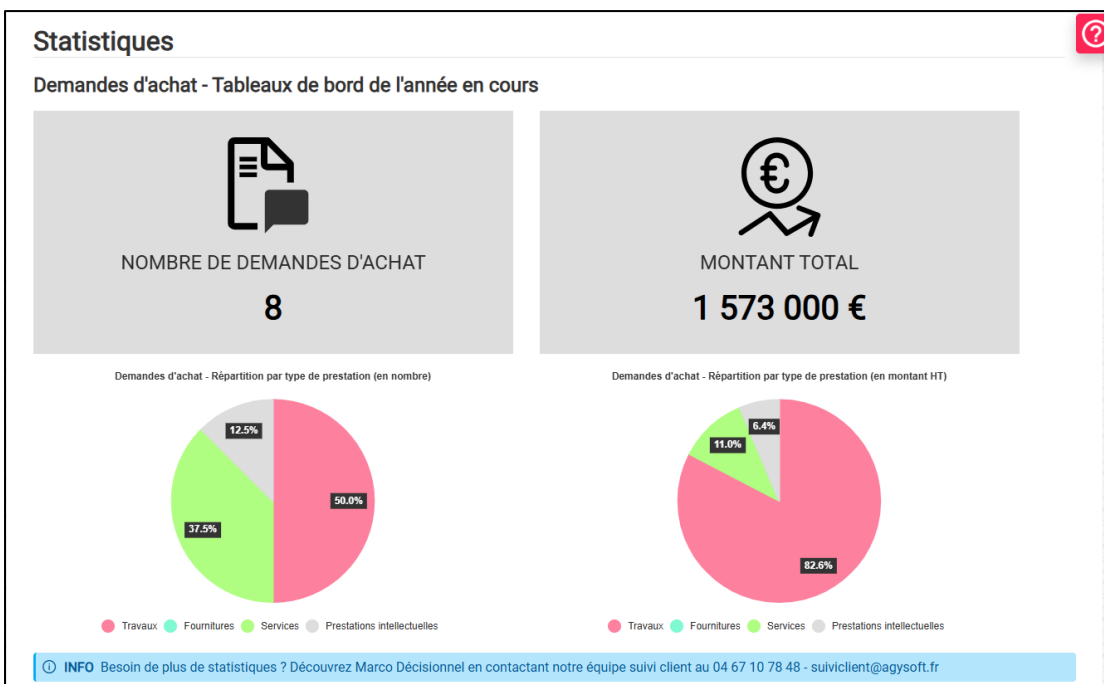 Statistiques
Demandes d'achat - Tableaux de bord de l'année en cours
NOMBRE DE DEMANDES D'ACHAT
8
MONTANT TOTAL
1 573 000 €
Demandes d'achat - Répartition par type de prestation (en nombre)
12.5%
50.0%
37.5%
Travaux Fournitures Services Prestations intellectuelles
Demandes d'achat - Répartition par type de prestation (en montant HT)
6.4%
11.0%
82.6%
Travaux Fournitures Services Prestations intellectuelles
INFO Besoin de plus de statistiques ? Découvrez Marco Décisionnel en contactant notre équipe suivi client au 04 67 10 78 48 - suiviclient@agysoft.fr